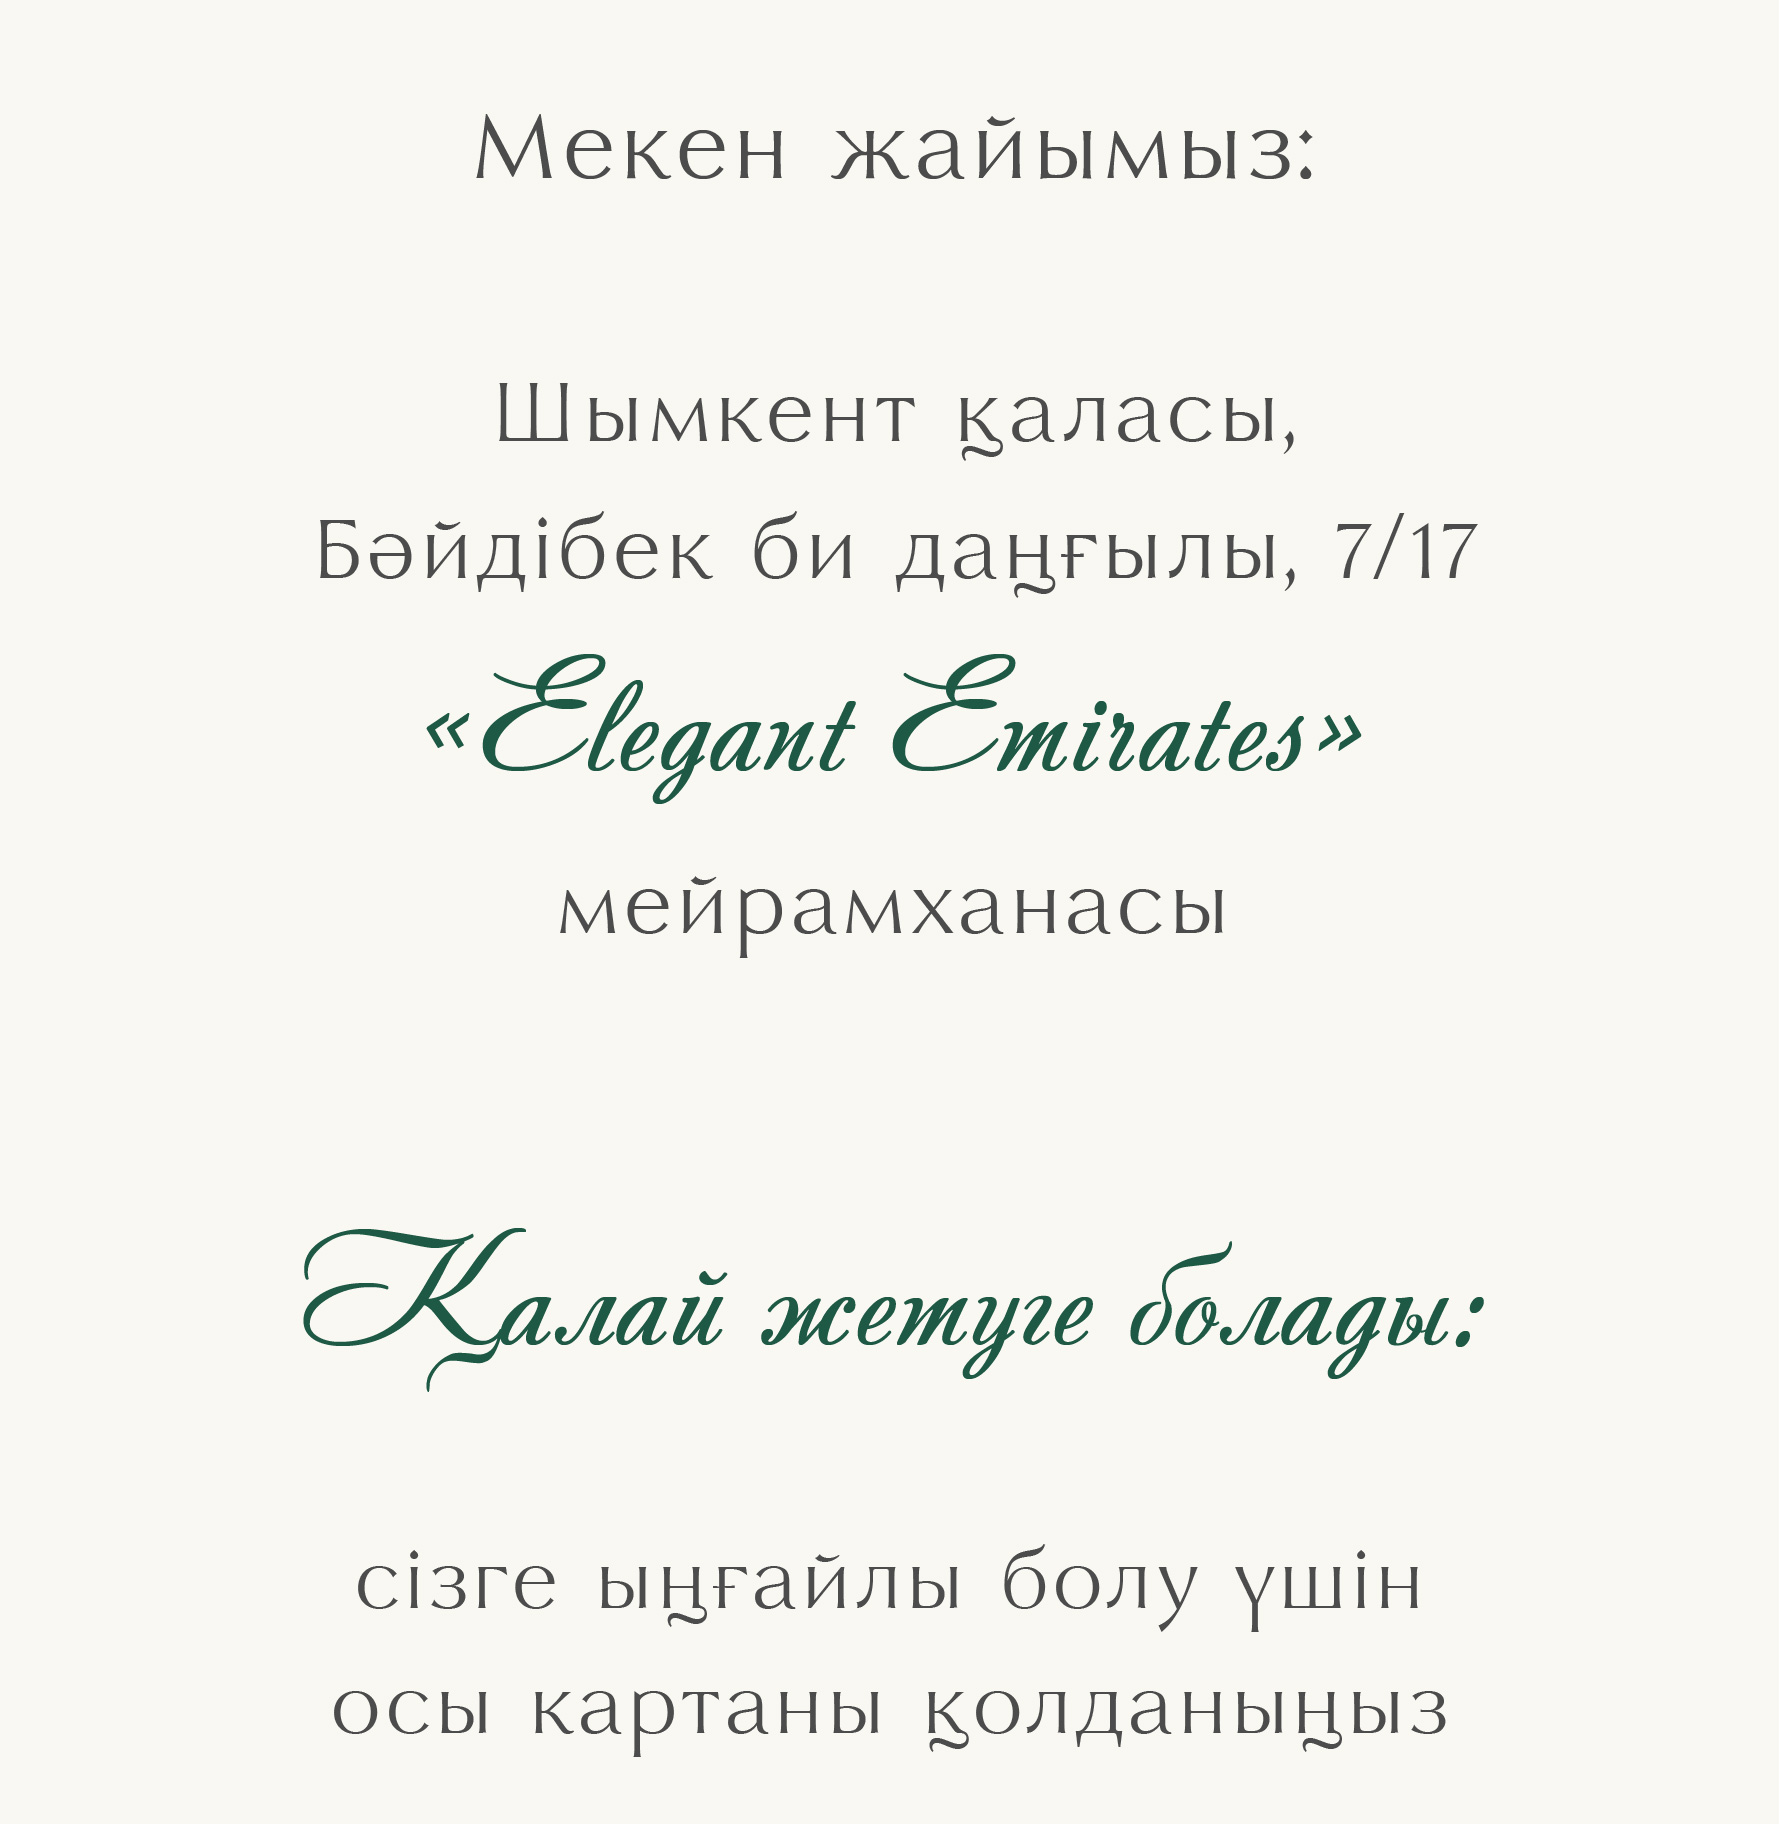 Мекен жайымыз:
Шымкент қаласы,
Бәйдібек би даңғылы, 7/17
«Elegant Emirates»
мейрамханасы
Қалай жетуге болады:
сізге ыңғайлы болу үшін
осы картаны қолданыңыз